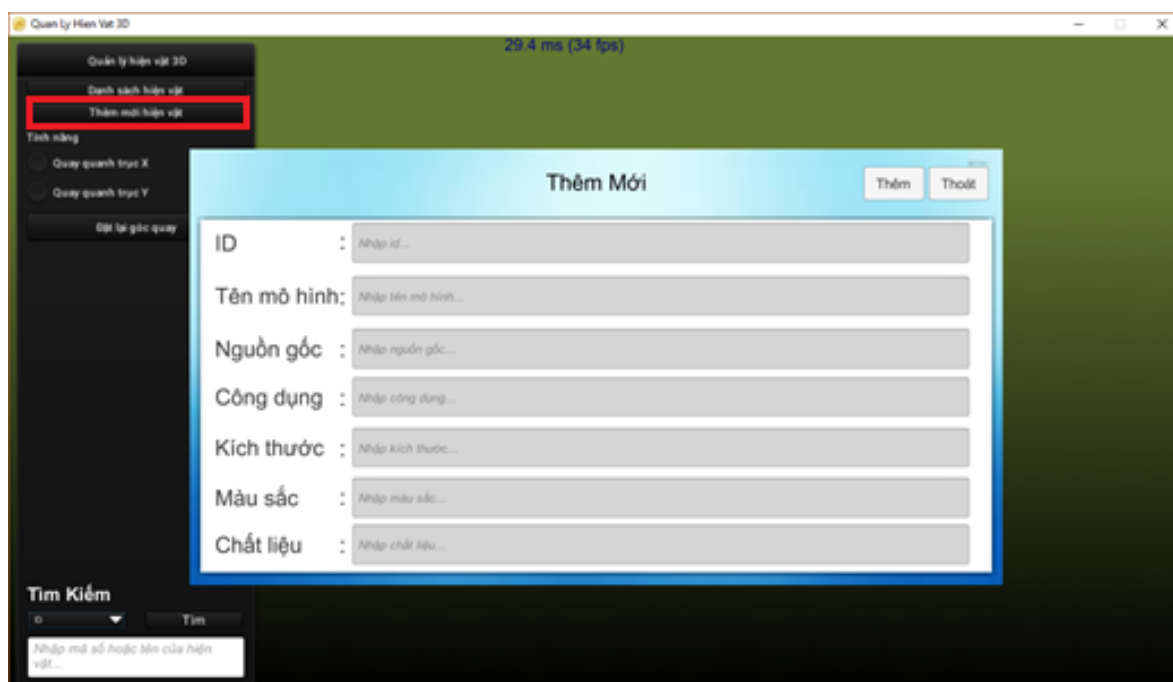 Quan Ly Hien Vat 3D
29.4 ms (34 fps)
Quản lý hiện vật 3D
Danh sách hiện vật
Thêm mới hiện vật
Tính năng
Quay quanh trục X
Quay quanh trục Y
Đặt lại góc quay
Thêm Mới
Thêm
Thoát
ID : Nhập id...
Tên mô hình: Nhập tên mô hình...
Nguồn gốc : Nhập nguồn gốc...
Công dụng : Nhập công dụng...
Kích thước : Nhập kích thước...
Màu sắc : Nhập màu sắc...
Chất liệu : Nhập chất liệu...
Tìm Kiếm
ID
Tìm
Nhập mã số hoặc tên của hiện
vật...